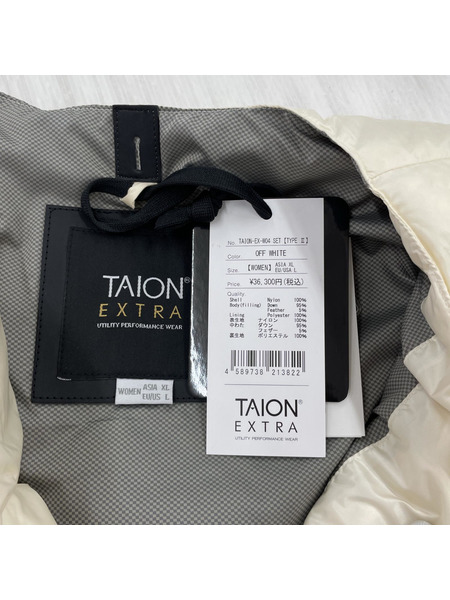 TAION®
EXTRA
UTILITY PERFORMANCE WEAR
WOMEN ASIA XL
EU/US L
No. TAION-EX-W04 SET【TYPE Ⅱ】
Color OFF WHITE
Size 【WOMEN】 ASIA XL
EU/USA L
Price ¥36,300円(税込)
Quality
Shell Nylon 100%
Body(filling) Down 95%
Feather 5%
Lining Polyester 100%
表生地 ナイロン 100%
中わた ダウン 95%
フェザー 5%
裏生地 ポリエステル 100%
4 589738 213822
TAION®
EXTRA
UTILITY PERFORMANCE WEAR